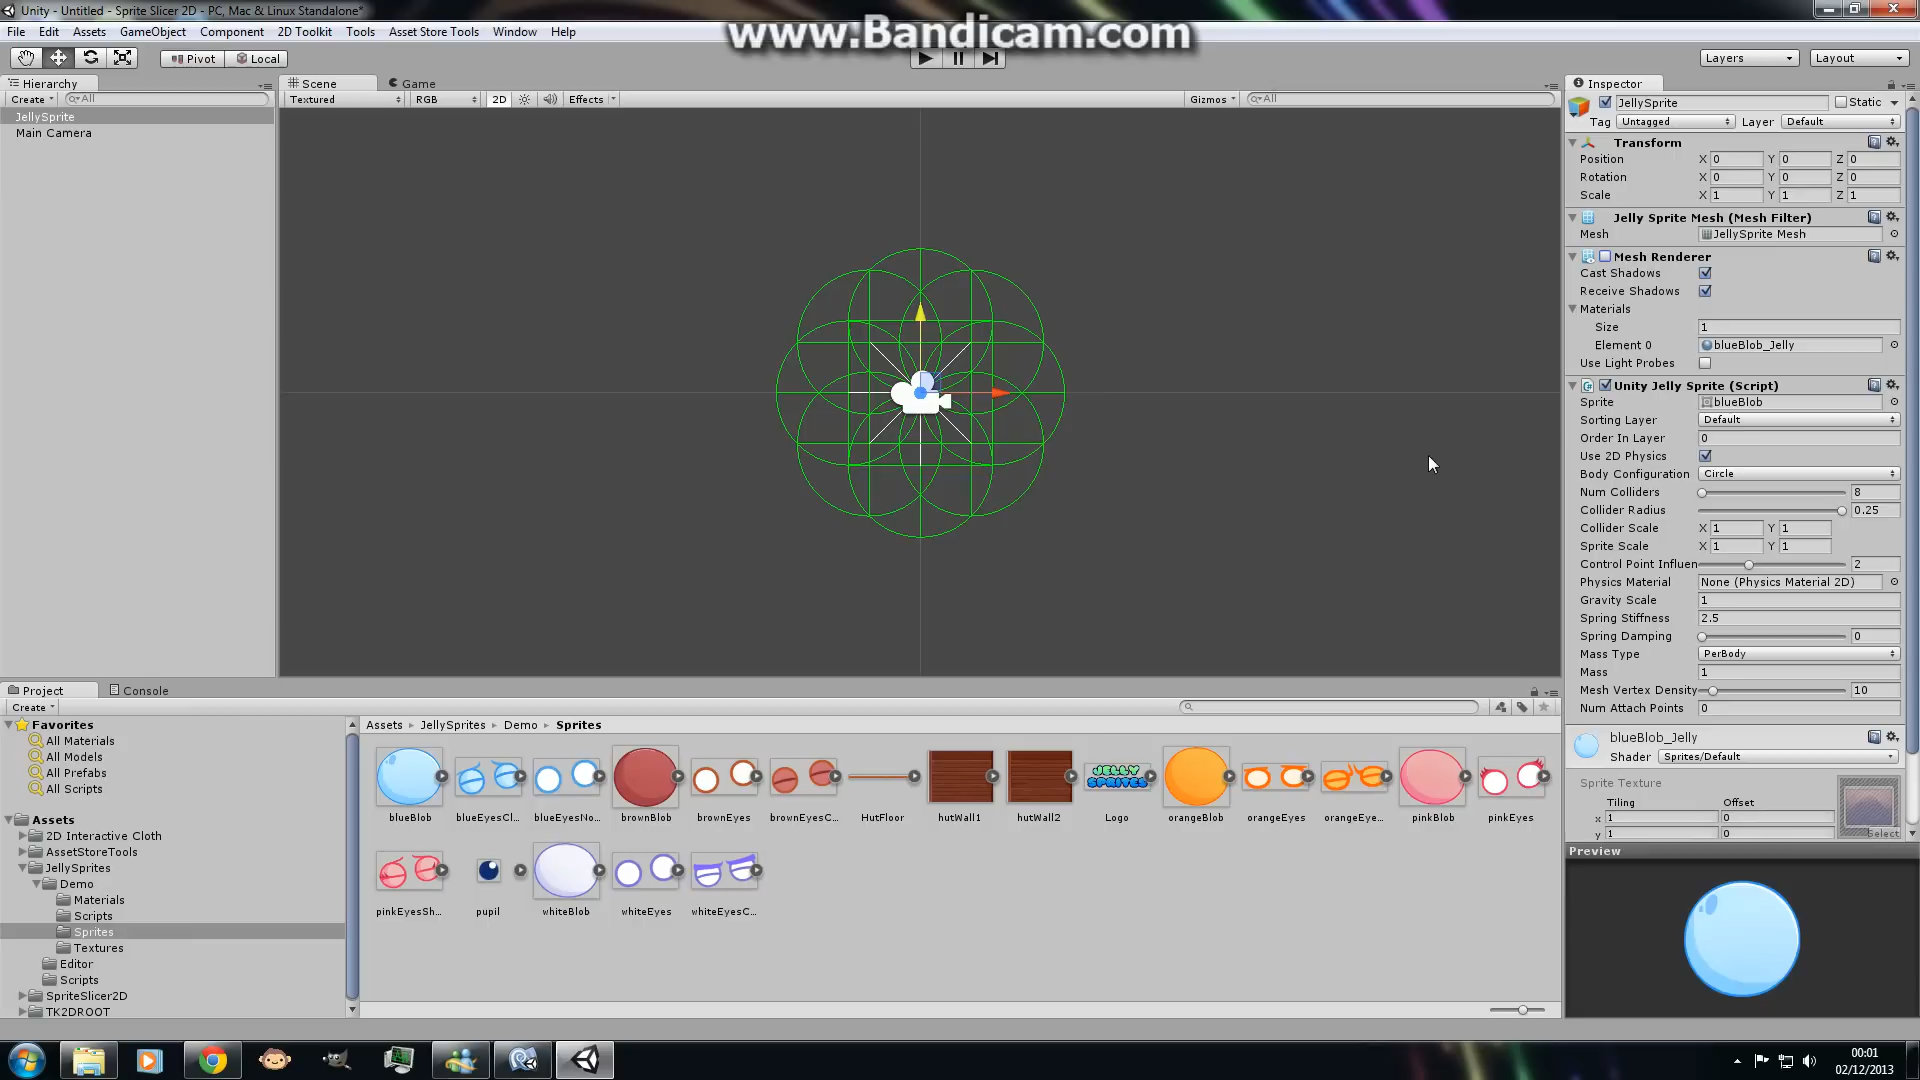 Unity - Untitled - Sprite Slicer 2D - PC, Mac & Linux Standalone*
www.Bandicam.com
File Edit Assets GameObject Component 2D Toolkit Tools Asset Store Tools Window Help
Pivot Local
Layers Layout
Hierarchy
Create All
JellySprite
Main Camera
Scene Game
Textured RGB 2D Effects Gizmos All
Inspector
JellySprite Static
Tag Untagged Layer Default
Transform
Position X 0 Y 0 Z 0
Rotation X 0 Y 0 Z 0
Scale X 1 Y 1 Z 1
Jelly Sprite Mesh (Mesh Filter)
Mesh JellySprite Mesh
Mesh Renderer
Cast Shadows
Receive Shadows
Materials
Size 1
Element 0 blueBlob_Jelly
Use Light Probes
Unity Jelly Sprite (Script)
Sprite blueBlob
Sorting Layer Default
Order In Layer 0
Use 2D Physics
Body Configuration Circle
Num Colliders 8
Collider Radius 0.25
Collider Scale X 1 Y 1
Sprite Scale X 1 Y 1
Control Point Influen 2
Physics Material None (Physics Material 2D)
Gravity Scale 1
Spring Stiffness 2.5
Spring Damping 0
Mass Type PerBody
Mass 1
Mesh Vertex Density 10
Num Attach Points 0
blueBlob_Jelly
Shader Sprites/Default
Sprite Texture
Tiling Offset
x 1 0
y 1 0
Select
Preview
Project Console
Create
Favorites
All Materials
All Models
All Prefabs
All Scripts
Assets
2D Interactive Cloth
AssetStoreTools
JellySprites
Demo
Materials
Scripts
Sprites
Textures
Editor
Scripts
SpriteSlicer2D
TK2DROOT
Assets JellySprites Demo Sprites
JELLY
SPRITES
blueBlob blueEyesCl... blueEyesNo... brownBlob brownEyes brownEyesC... HutFloor hutWall1 hutWall2 Logo orangeBlob orangeEyes orangeEye... pinkBlob pinkEyes
pinkEyesSh... pupil whiteBlob whiteEyes whiteEyesC...
00:01
02/12/2013